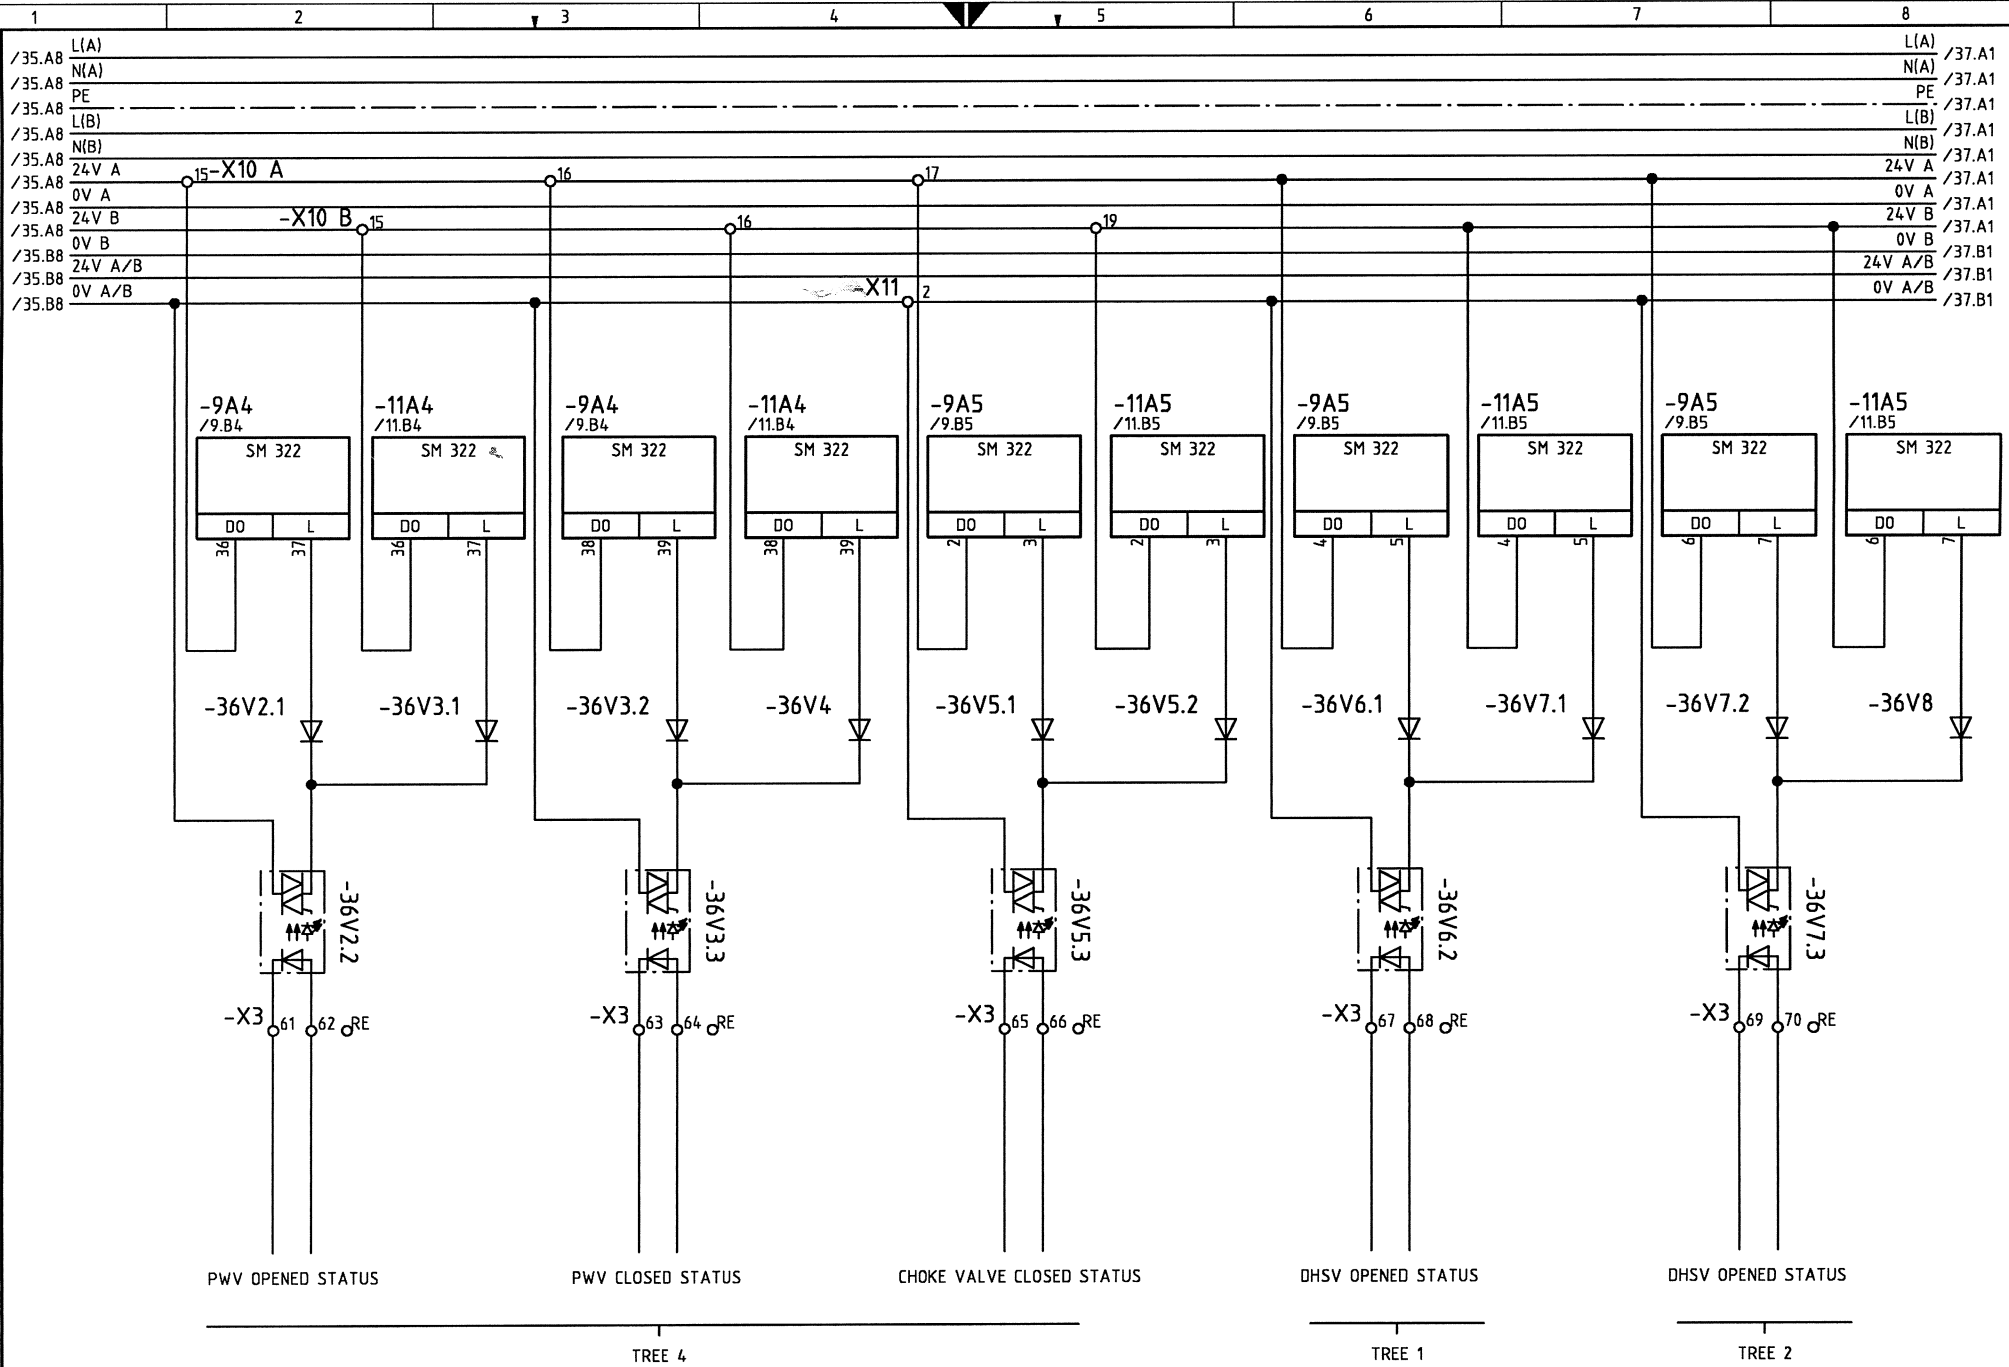 1 2 3 4 5 6 7 8
L(A) L(A)
/35.A8 /37.A1
N(A) N(A)
/35.A8 /37.A1
PE PE
/35.A8 /37.A1
L(B) L(B)
/35.A8 /37.A1
N(B) N(B)
/35.A8 /37.A1
24V A 15 -X10 A 16 17 24V A
/35.A8 /37.A1
0V A 0V A
/35.A8 /37.A1
24V B -X10 B 15 16 19 24V B
/35.A8 /37.A1
0V B 0V B
/35.B8 /37.B1
24V A/B 24V A/B
/35.B8 /37.B1
0V A/B -X11 2 0V A/B
/35.B8 /37.B1
-9A4 -11A4 -9A4 -11A4 -9A5 -11A5 -9A5 -11A5 -9A5 -11A5
/9.B4 /11.B4 /9.B4 /11.B4 /9.B5 /11.B5 /9.B5 /11.B5 /9.B5 /11.B5
SM 322 SM 322 SM 322 SM 322 SM 322 SM 322 SM 322 SM 322 SM 322 SM 322
DO L DO L DO L DO L DO L DO L DO L DO L DO L DO L
36 37 36 37 38 39 38 39 2 3 2 3 4 5 4 5 6 7 6 7
-36V2.1 -36V3.1 -36V3.2 -36V4 -36V5.1 -36V5.2 -36V6.1 -36V7.1 -36V7.2 -36V8
-36V2.2 -36V3.3 -36V5.3 -36V6.2 -36V7.3
-X3 61 62 RE -X3 63 64 RE -X3 65 66 RE -X3 67 68 RE -X3 69 70 RE
PWV OPENED STATUS PWV CLOSED STATUS CHOKE VALVE CLOSED STATUS DHSV OPENED STATUS DHSV OPENED STATUS
TREE 4 TREE 1 TREE 2